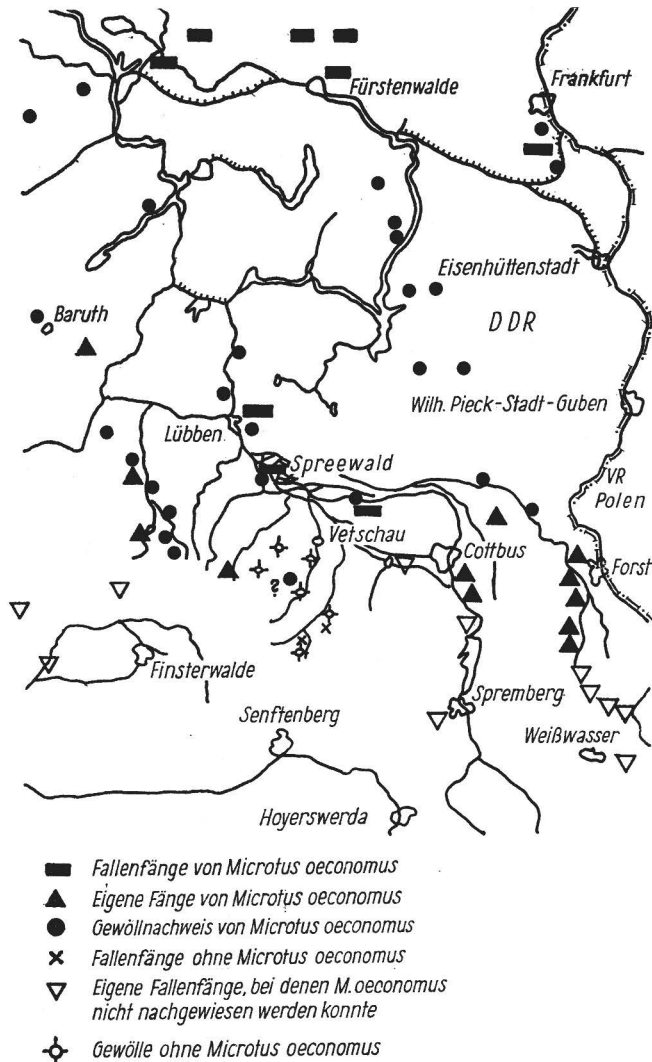 Fürstenwalde
Frankfurt
Eisenhüttenstadt
Baruth
DDR
Wilh. Pieck-Stadt-Guben
Lübben
Spreewald
VR
Polen
Vetschau
Cottbus
Forst
?
Finsterwalde
Spremberg
Senftenberg
Weißwasser
Hoyerswerda
Fallenfänge von Microtus oeconomus
Eigene Fänge von Microtus oeconomus
Gewöllnachweis von Microtus oeconomus
Fallenfänge ohne Microtus oeconomus
Eigene Fallenfänge, bei denen M. oeconomus
nicht nachgewiesen werden konnte
Gewölle ohne Microtus oeconomus